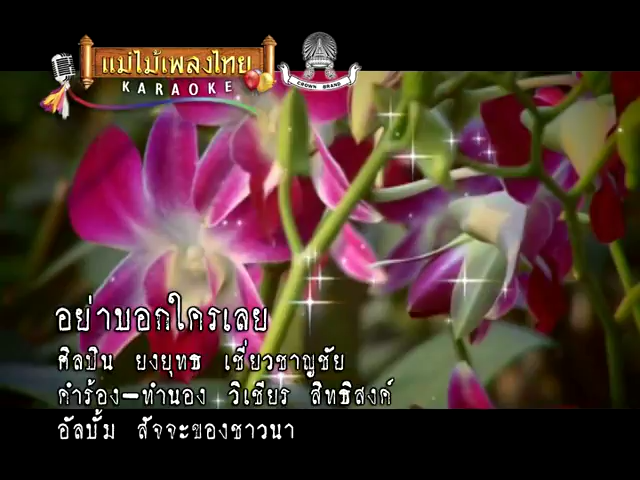 แม่ไม้เพลงไทย
KARAOKE
CROWN BRAND
อย่าบอกใครเลย
ศิลปิน ยงยุทธ เชี่ยวชาญชัย
คำร้อง-ทำนอง วิเชียร สิทธิสงค์
อัลบั้ม สัจจะของชาวนา